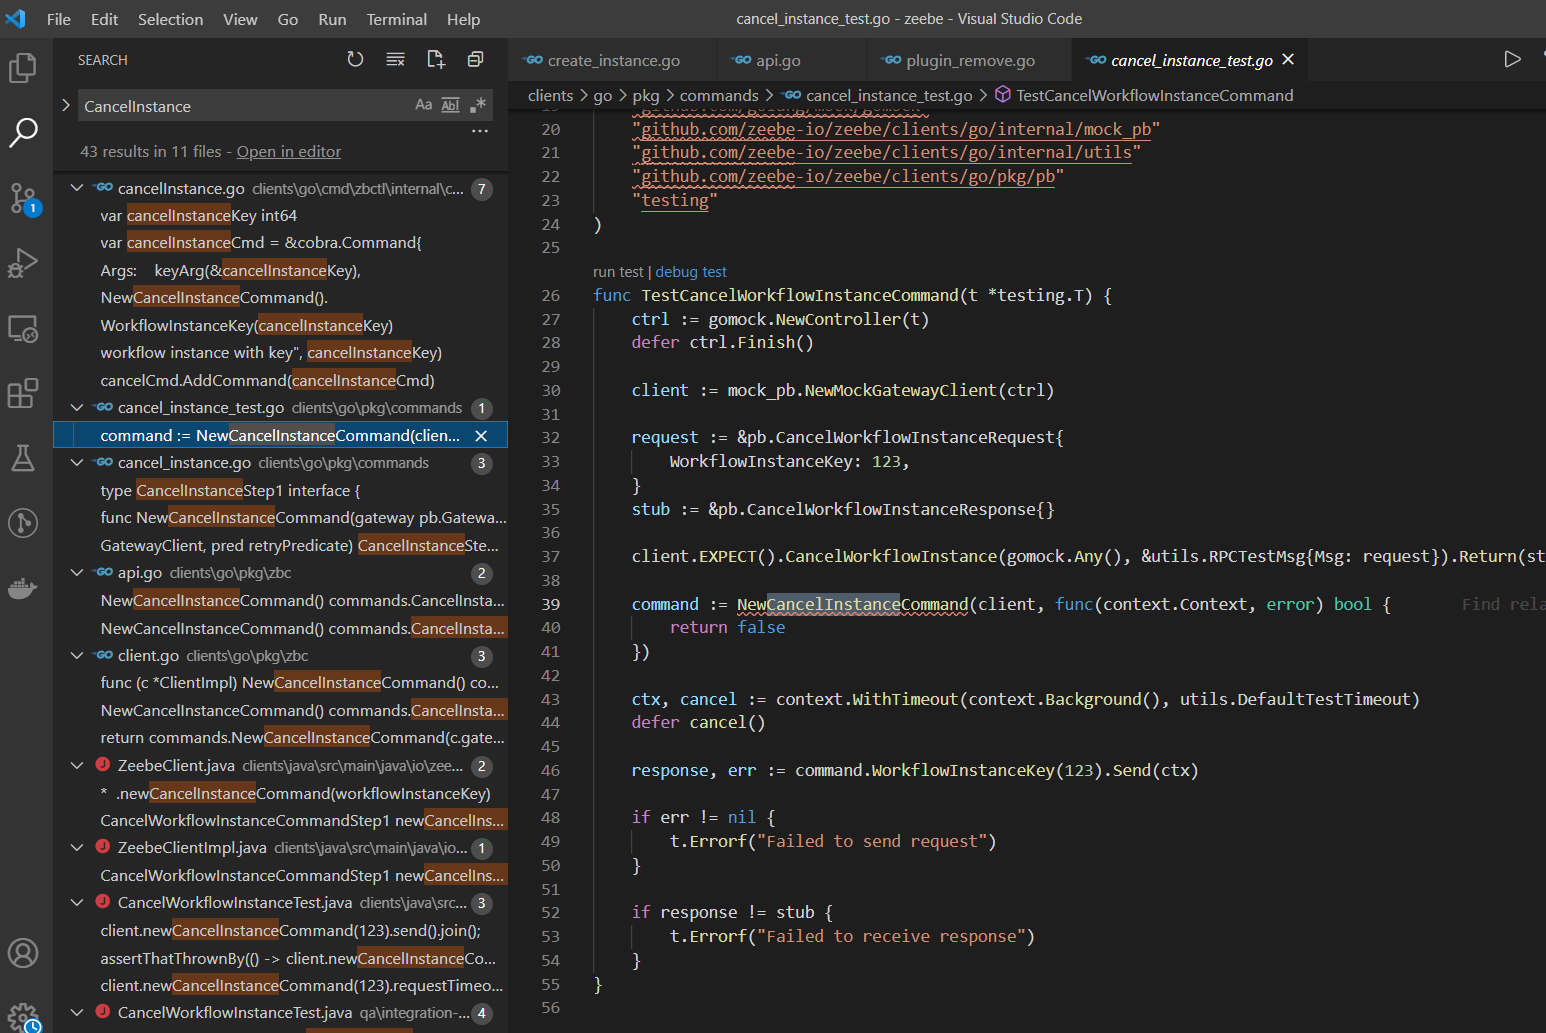 File Edit Selection View Go Run Terminal Help
cancel_instance_test.go - zeebe - Visual Studio Code
SEARCH
CancelInstance
Aa Abl .*
43 results in 11 files - Open in editor
cancelInstance.go clients\go\cmd\zbctl\internal\c... 7
var cancelInstanceKey int64
var cancelInstanceCmd = &cobra.Command{
Args: keyArg(&cancelInstanceKey),
NewCancelInstanceCommand().
WorkflowInstanceKey(cancelInstanceKey)
workflow instance with key", cancelInstanceKey)
cancelCmd.AddCommand(cancelInstanceCmd)
cancel_instance_test.go clients\go\pkg\commands 1
command := NewCancelInstanceCommand(clien...
cancel_instance.go clients\go\pkg\commands 3
type CancelInstanceStep1 interface {
func NewCancelInstanceCommand(gateway pb.Gatewa...
GatewayClient, pred retryPredicate) CancelInstanceSte...
api.go clients\go\pkg\zbc 2
NewCancelInstanceCommand() commands.CancelInsta...
NewCancelInstanceCommand() commands.CancelInsta...
client.go clients\go\pkg\zbc 3
func (c *ClientImpl) NewCancelInstanceCommand() co...
NewCancelInstanceCommand() commands.CancelInsta...
return commands.NewCancelInstanceCommand(c.gate...
ZeebeClient.java clients\java\src\main\java\io\zee... 2
* .newCancelInstanceCommand(workflowInstanceKey)
CancelWorkflowInstanceCommandStep1 newCancelIns...
ZeebeClientImpl.java clients\java\src\main\java\io... 1
CancelWorkflowInstanceCommandStep1 newCancelIns...
CancelWorkflowInstanceTest.java clients\java\src... 3
client.newCancelInstanceCommand(123).send().join();
assertThatThrownBy(() -> client.newCancelInstanceCo...
client.newCancelInstanceCommand(123).requestTimeo...
CancelWorkflowInstanceTest.java qa\integration-... 4
1
create_instance.go api.go plugin_remove.go cancel_instance_test.go
clients > go > pkg > commands > cancel_instance_test.go > TestCancelWorkflowInstanceCommand
"github.com/golang/mock/gomock"
20 "github.com/zeebe-io/zeebe/clients/go/internal/mock_pb"
21 "github.com/zeebe-io/zeebe/clients/go/internal/utils"
22 "github.com/zeebe-io/zeebe/clients/go/pkg/pb"
23 "testing"
24 )
25
run test | debug test
26 func TestCancelWorkflowInstanceCommand(t *testing.T) {
27 ctrl := gomock.NewController(t)
28 defer ctrl.Finish()
29
30 client := mock_pb.NewMockGatewayClient(ctrl)
31
32 request := &pb.CancelWorkflowInstanceRequest{
33 WorkflowInstanceKey: 123,
34 }
35 stub := &pb.CancelWorkflowInstanceResponse{}
36
37 client.EXPECT().CancelWorkflowInstance(gomock.Any(), &utils.RPCTestMsg{Msg: request}).Return(st
38
39 command := NewCancelInstanceCommand(client, func(context.Context, error) bool { Find rela
40 return false
41 })
42
43 ctx, cancel := context.WithTimeout(context.Background(), utils.DefaultTestTimeout)
44 defer cancel()
45
46 response, err := command.WorkflowInstanceKey(123).Send(ctx)
47
48 if err != nil {
49 t.Errorf("Failed to send request")
50 }
51
52 if response != stub {
53 t.Errorf("Failed to receive response")
54 }
55 }
56